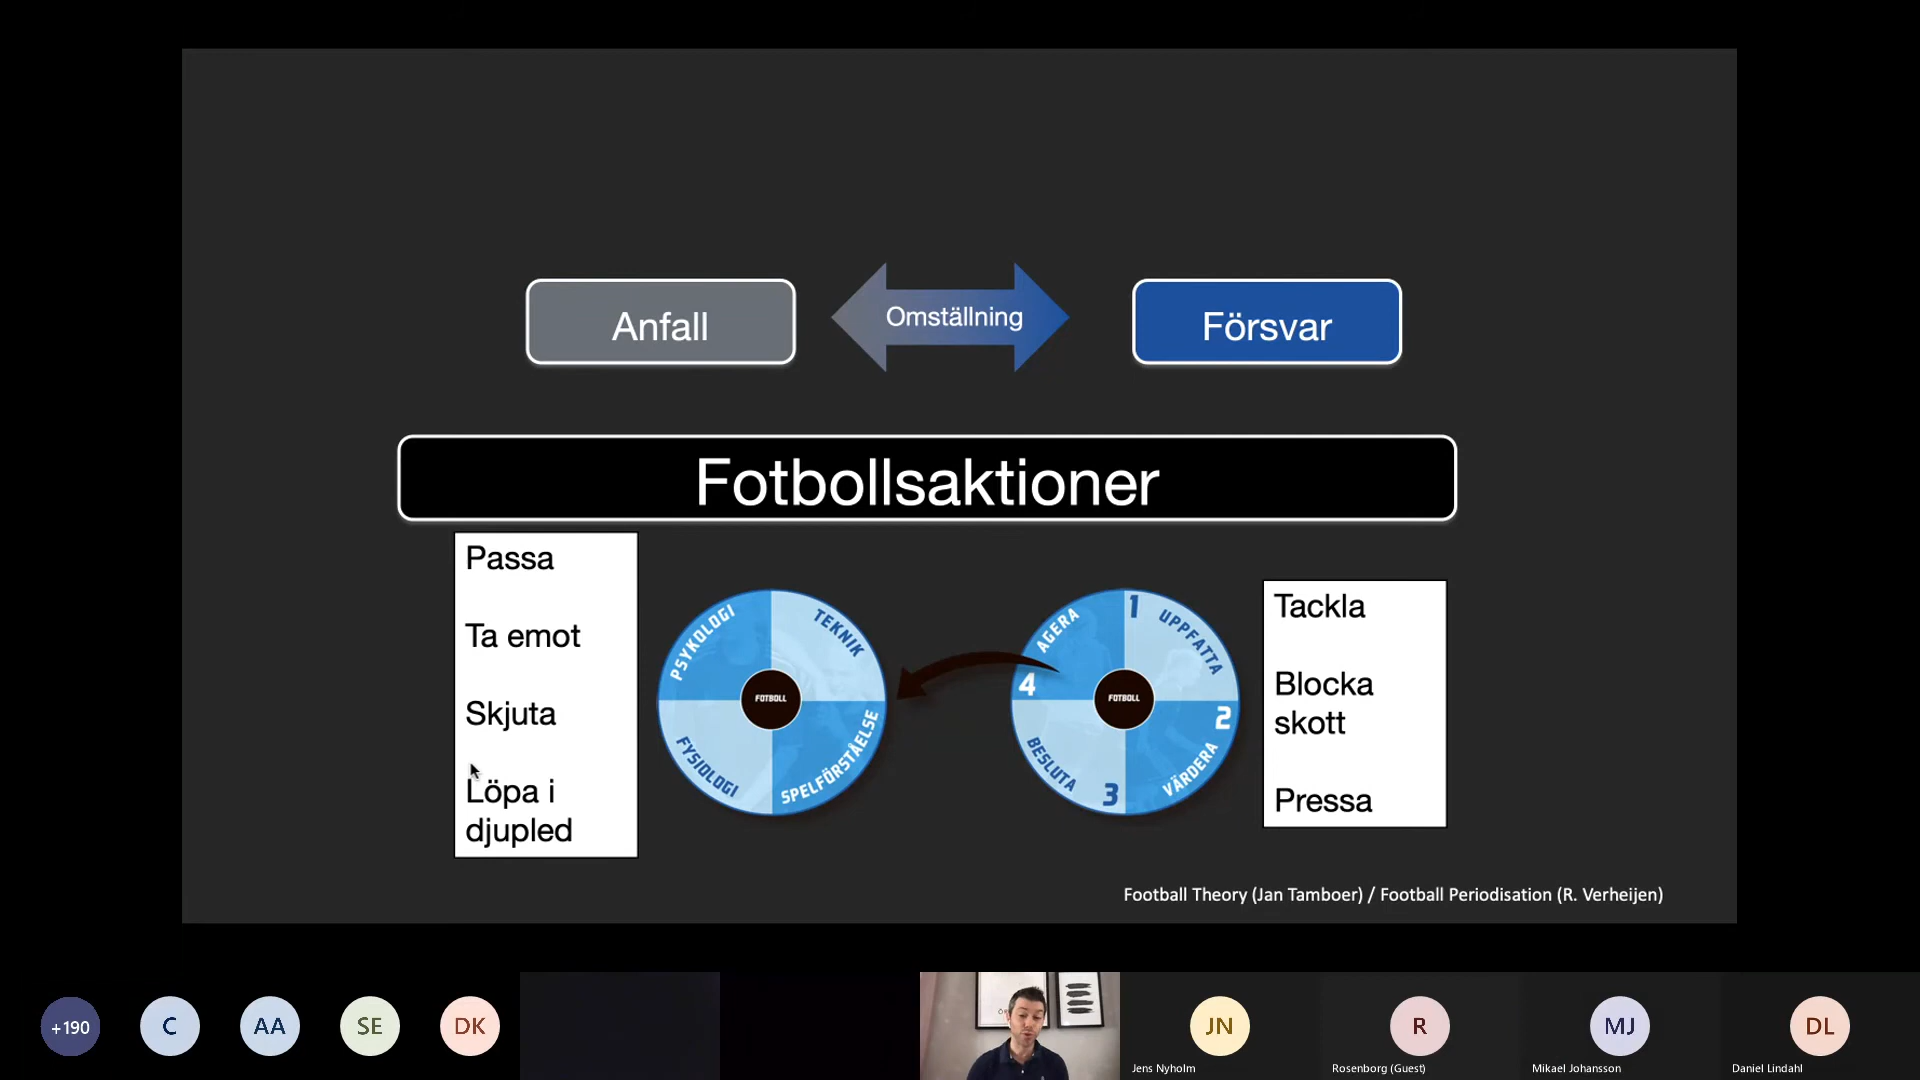 Anfall
Omställning
Försvar
Fotbollsaktioner
Passa
Ta emot
Skjuta
Löpa i
djupled
PSYKOLOGI
TEKNIK
FOTBOLL
FYSIOLOGI
SPELFÖRSTÅELSE
AGERA
1
UPPFATTA
4
FOTBOLL
2
BESLUTA
3
VÄRDERA
Tackla
Blocka
skott
Pressa
Football Theory (Jan Tamboer) / Football Periodisation (R. Verheijen)
+190
C
AA
SE
DK
JN
R
MJ
DL
Jens Nyholm
Rosenborg (Guest)
Mikael Johansson
Daniel Lindahl